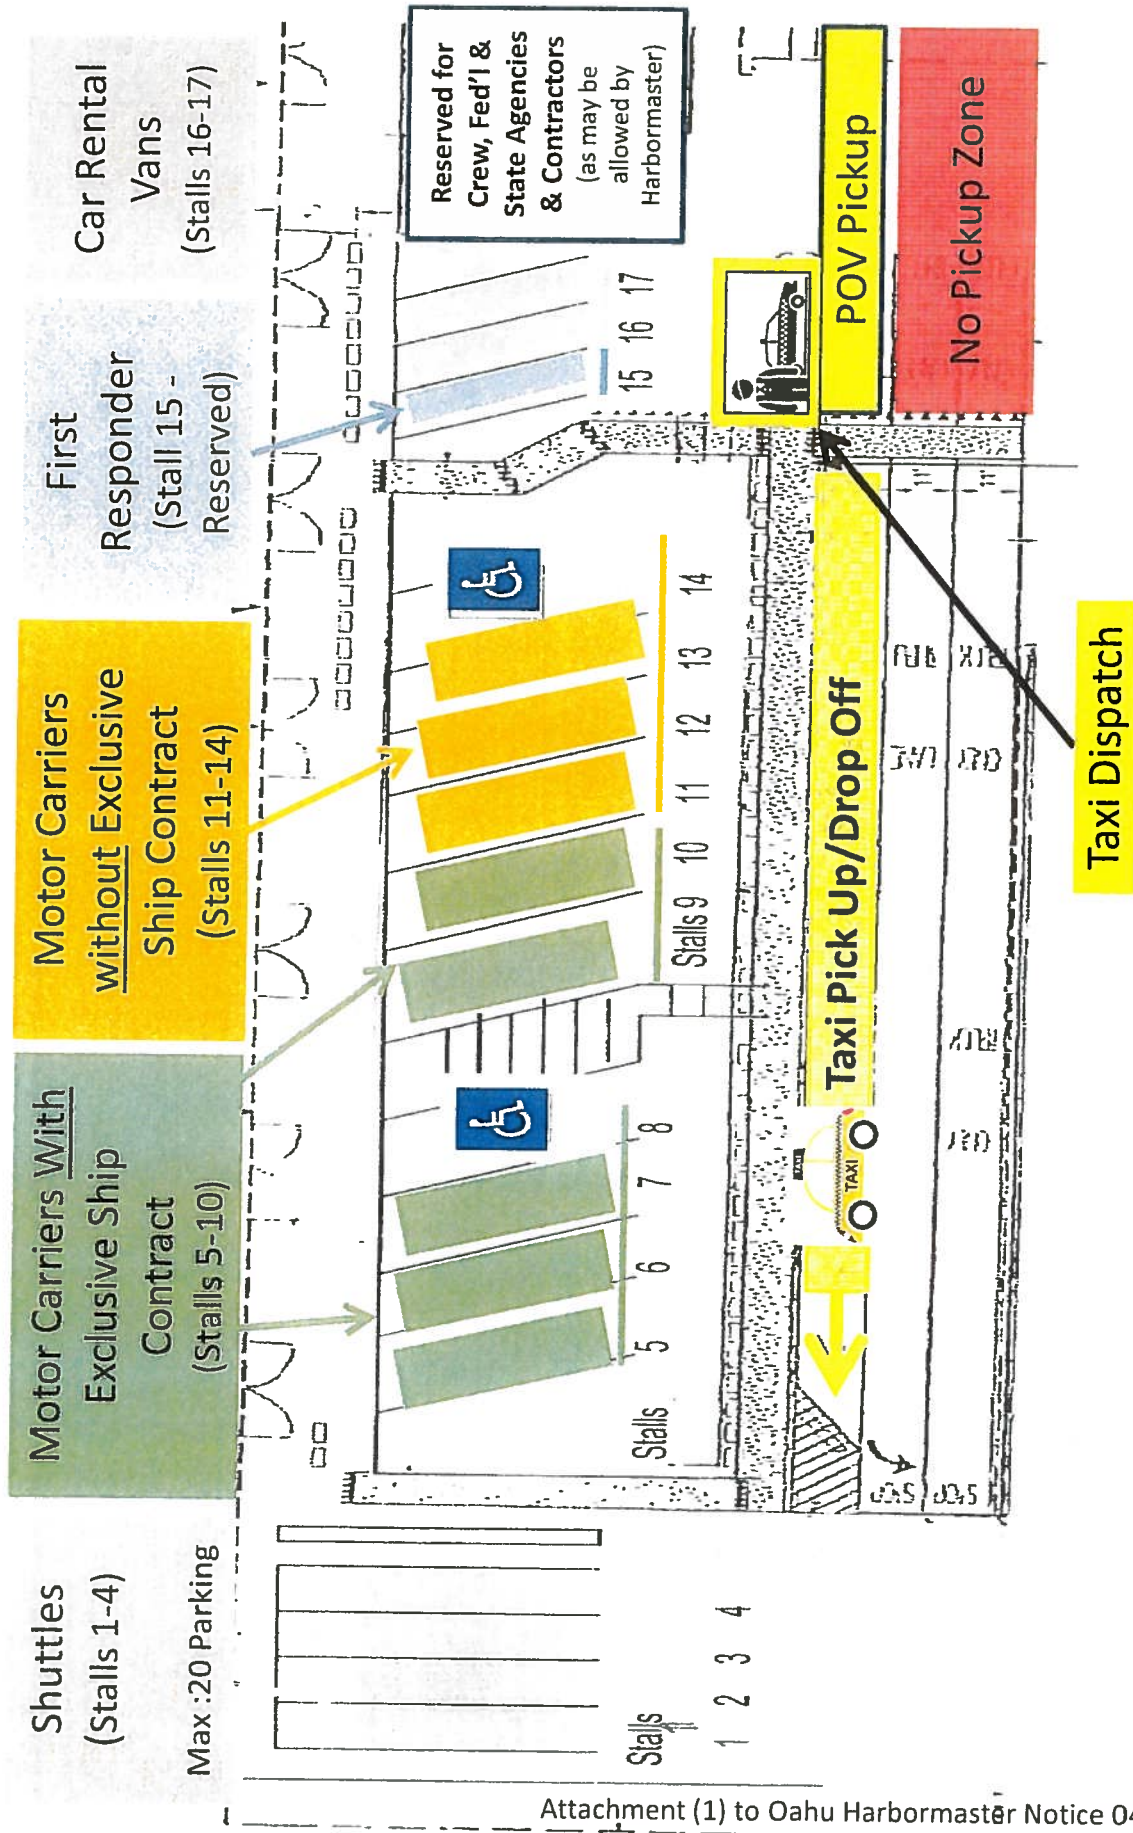 Shuttles
(Stalls 1-4)
Max :20 Parking
Motor Carriers With
Exclusive Ship
Contract
(Stalls 5-10)
Motor Carriers
without Exclusive
Ship Contract
(Stalls 11-14)
First
Responder
(Stall 15 -
Reserved)
Car Rental
Vans
(Stalls 16-17)
Reserved for
Crew, Fed'l &
State Agencies
& Contractors
(as may be
allowed by
Harbormaster)
Stalls
1 2 3 4
Stalls
5 6 7 8
Stalls 9 10 11 12 13 14
15 16 17
TAXI
TAXI
Taxi Pick Up/Drop Off
POV Pickup
No Pickup Zone
Taxi Dispatch
Attachment (1) to Oahu Harbormaster Notice 04